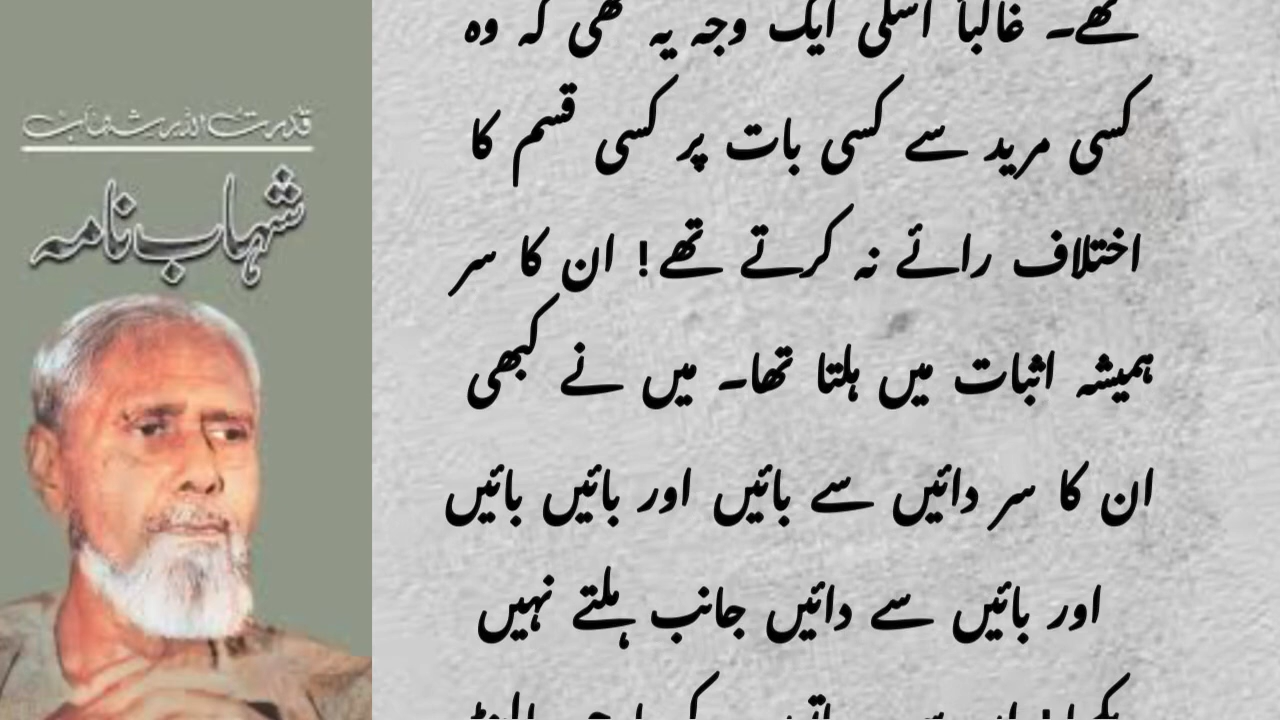 قدرت اللہ شہاب
شہاب نامہ
تھے۔ غالباً اسکی ایک وجہ یہ تھی کہ وہ
کسی مرید سے کسی بات پر کسی قسم کا
اختلاف رائے نہ کرتے تھے! ان کا سر
ہمیشہ اثبات میں ہلتا تھا۔ میں نے کبھی
ان کا سر دائیں سے بائیں اور بائیں بائیں
اور بائیں سے دائیں جانب ہلتے نہیں